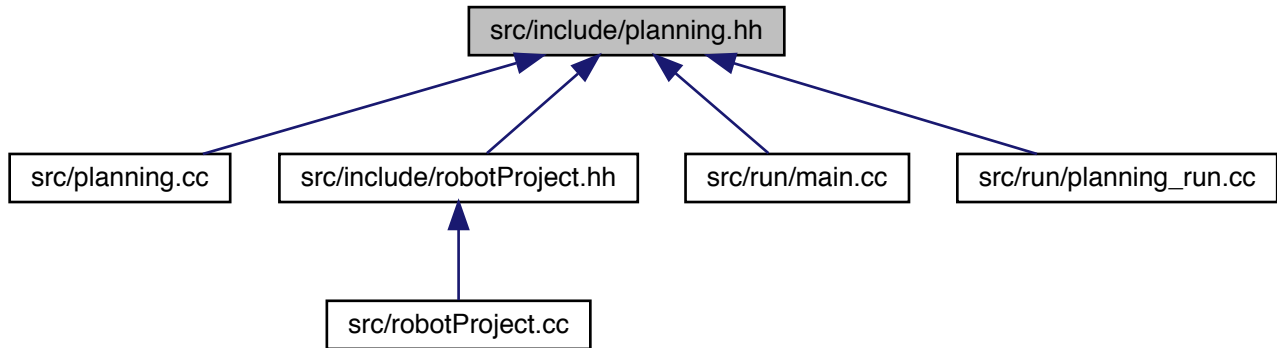 src/include/planning.hh
src/planning.cc
src/include/robotProject.hh
src/run/main.cc
src/run/planning_run.cc
src/robotProject.cc